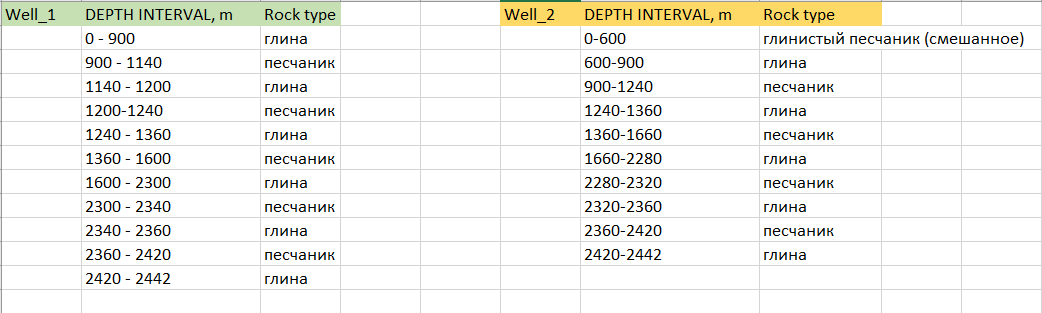 Well_1 DEPTH INTERVAL, m Rock type Well_2 DEPTH INTERVAL, m Rock type
0 - 900 глина 0-600 глинистый песчаник (смешанное)
900 - 1140 песчаник 600-900 глина
1140 - 1200 глина 900-1240 песчаник
1200-1240 песчаник 1240-1360 глина
1240 - 1360 глина 1360-1660 песчаник
1360 - 1600 песчаник 1660-2280 глина
1600 - 2300 глина 2280-2320 песчаник
2300 - 2340 песчаник 2320-2360 глина
2340 - 2360 глина 2360-2420 песчаник
2360 - 2420 песчаник 2420-2442 глина
2420 - 2442 глина